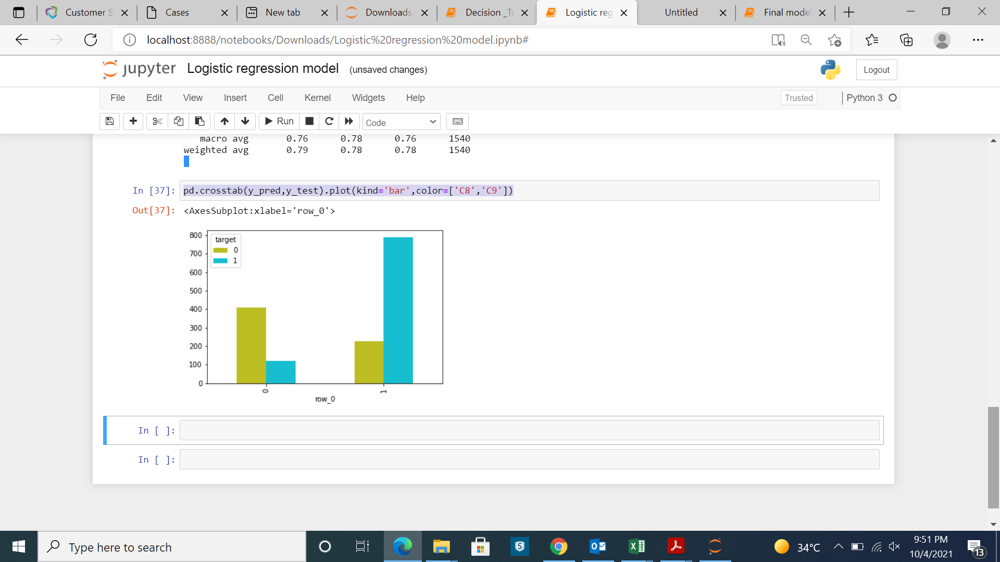 Customer S
Cases
New tab
Downloads/
Decision _Tr
Logistic reg
Untitled
Final model
localhost:8888/notebooks/Downloads/Logistic%20regression%20model.ipynb#
jupyter Logistic regression model (unsaved changes)
Logout
File Edit View Insert Cell Kernel Widgets Help
Trusted
Python 3
Run
Code
macro avg 0.76 0.78 0.76 1540
weighted avg 0.79 0.78 0.78 1540
In [37]: pd.crosstab(y_pred,y_test).plot(kind='bar',color=['C8','C9'])
Out[37]: <AxesSubplot:xlabel='row_0'>
800
700
600
500
400
300
200
100
0
target
0
1
0
1
row_0
In [ ]:
In [ ]:
Type here to search
34°C
9:51 PM
10/4/2021
13